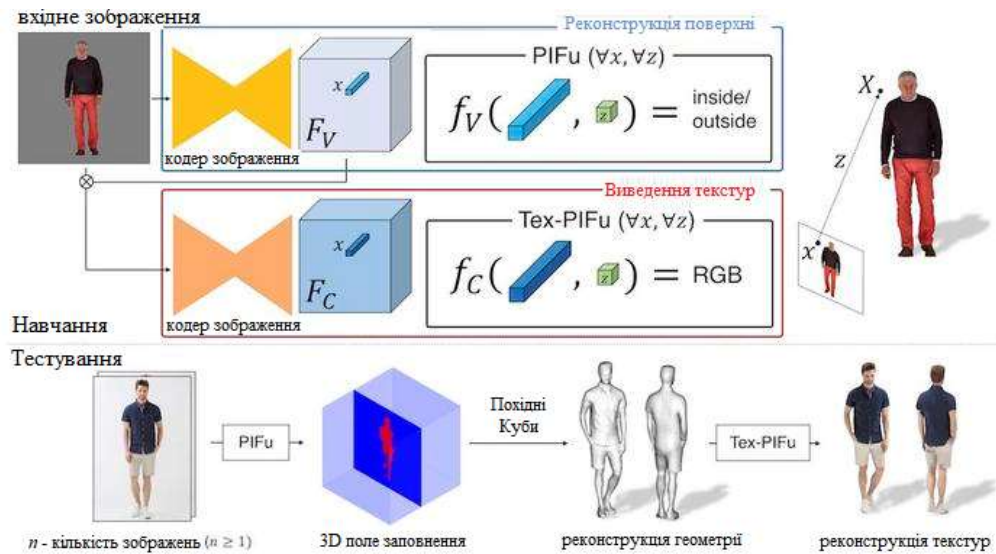 вхідне зображення
Реконструкція поверхні
PIFu (∀x, ∀z)
x
F_V
f_V( , z ) = inside/
outside
кодер зображення
X
z
x
Виведення текстур
Tex-PIFu (∀x, ∀z)
x
F_C
f_C( , z ) = RGB
кодер зображення
Навчання
Тестування
PIFu
Похідні
Куби
Tex-PIFu
n - кількість зображень (n ≥ 1)
3D поле заповнення
реконструкція геометрії
реконструкція текстур